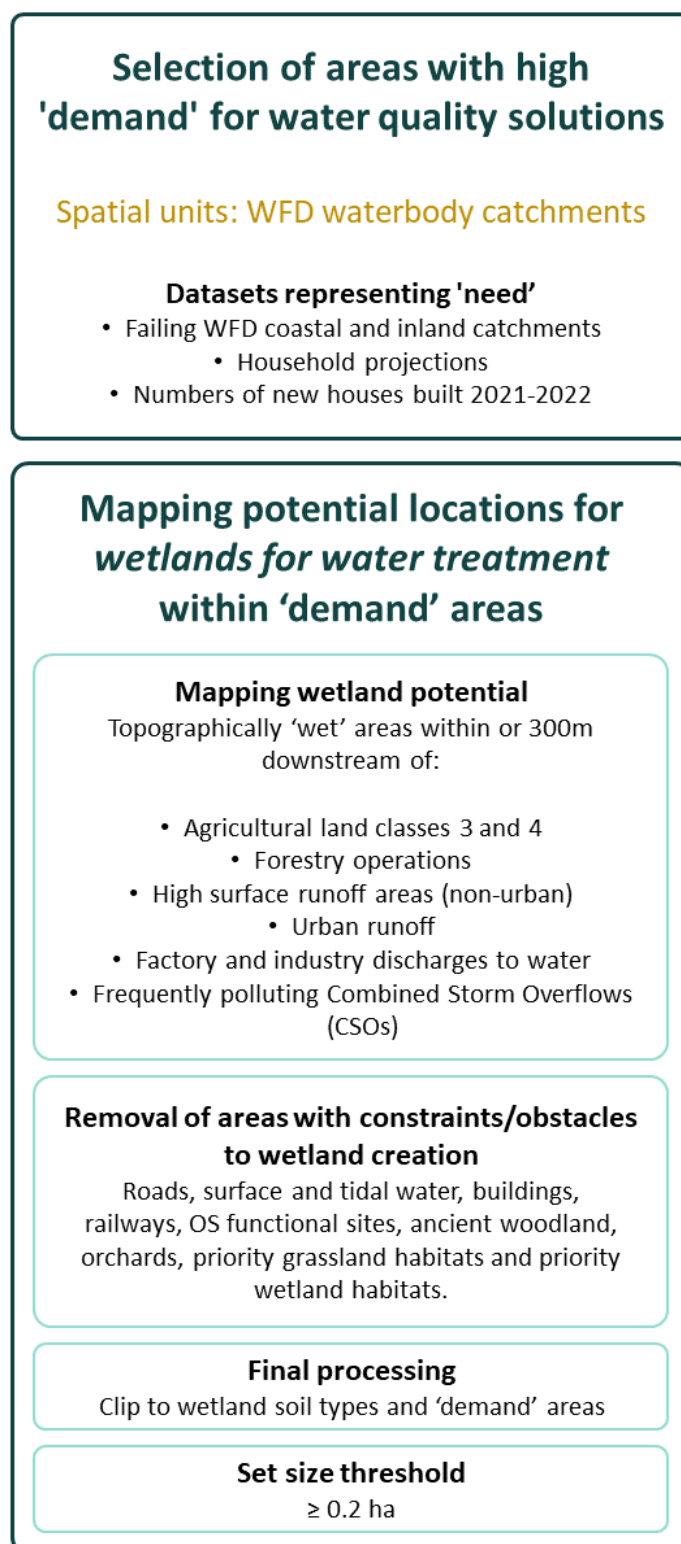 Selection of areas with high
'demand' for water quality solutions
Spatial units: WFD waterbody catchments
Datasets representing 'need’
• Failing WFD coastal and inland catchments
• Household projections
• Numbers of new houses built 2021-2022
Mapping potential locations for
wetlands for water treatment
within ‘demand’ areas
Mapping wetland potential
Topographically ‘wet’ areas within or 300m
downstream of:
• Agricultural land classes 3 and 4
• Forestry operations
• High surface runoff areas (non-urban)
• Urban runoff
• Factory and industry discharges to water
• Frequently polluting Combined Storm Overflows
(CSOs)
Removal of areas with constraints/obstacles
to wetland creation
Roads, surface and tidal water, buildings,
railways, OS functional sites, ancient woodland,
orchards, priority grassland habitats and priority
wetland habitats.
Final processing
Clip to wetland soil types and ‘demand’ areas
Set size threshold
≥ 0.2 ha